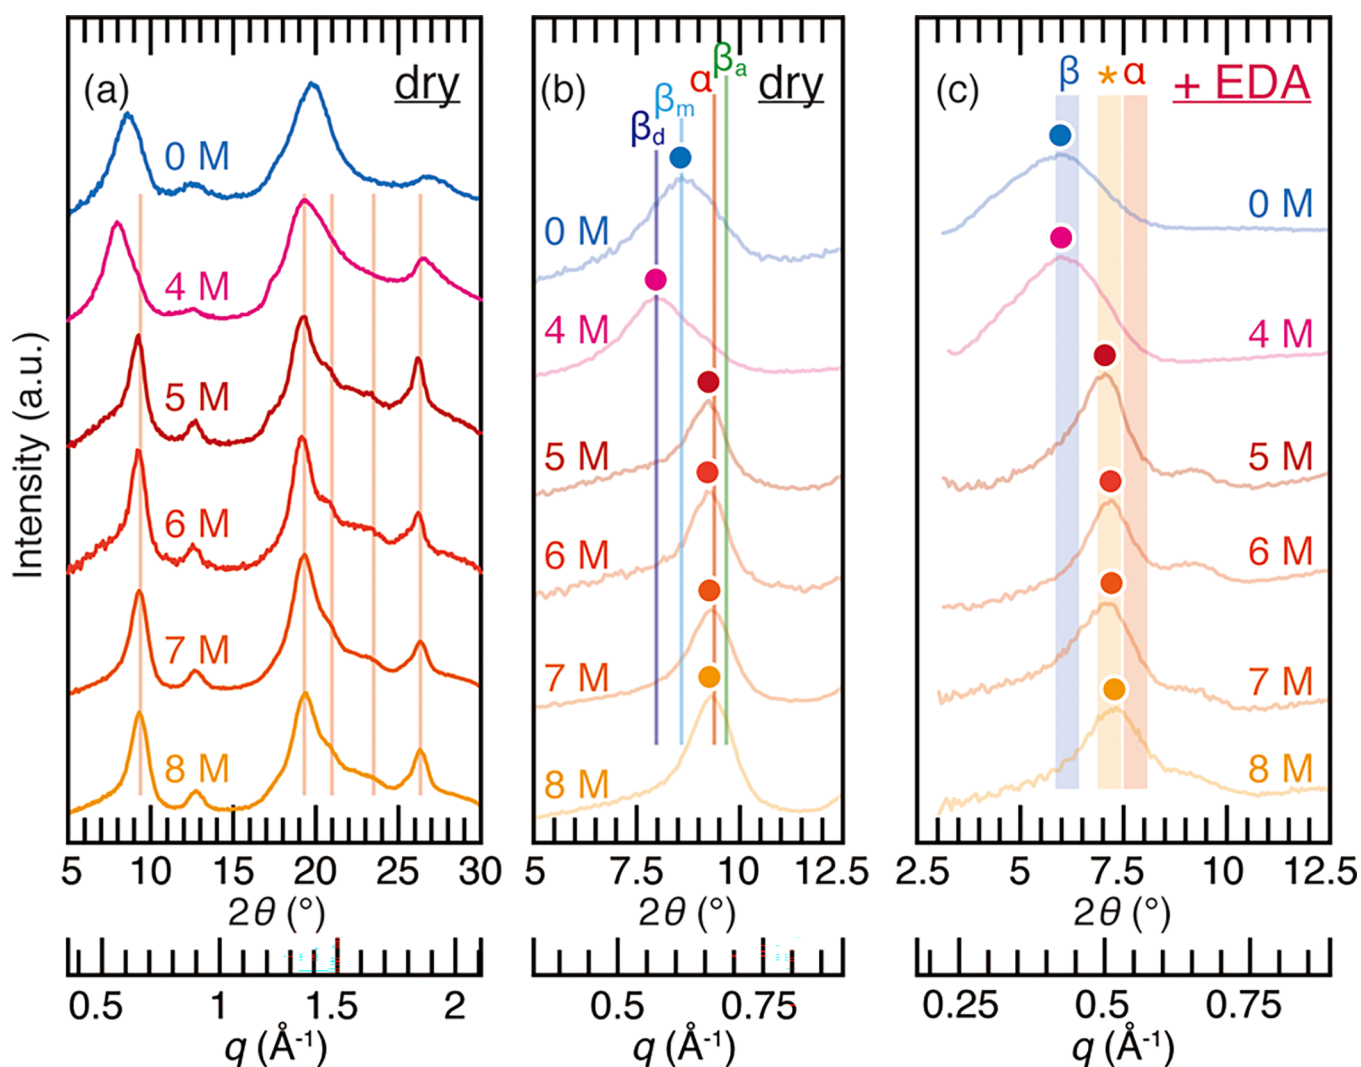 Intensity (a.u.)
(a)
dry
0 M
4 M
5 M
6 M
7 M
8 M
5 10 15 20 25 30
2θ (°)
0.5 1 1.5 2
q (Å-1)
(b)
dry
βd βm α βa
0 M
4 M
5 M
6 M
7 M
8 M
5 7.5 10 12.5
2θ (°)
0.5 0.75
q (Å-1)
(c)
+ EDA
β * α
0 M
4 M
5 M
6 M
7 M
8 M
2.5 5 7.5 10 12.5
2θ (°)
0.25 0.5 0.75
q (Å-1)